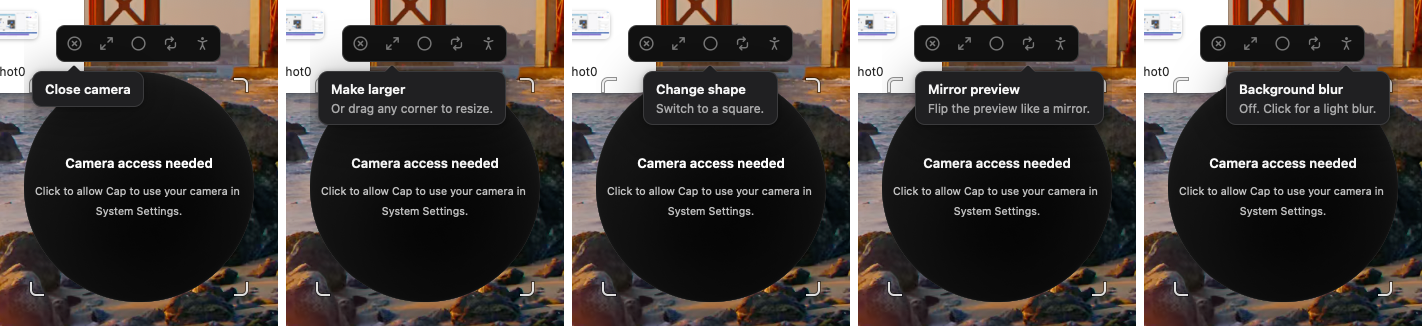 hot0
Close camera
Camera access needed
Click to allow Cap to use your camera in
System Settings.
hot0
Make larger
Or drag any corner to resize.
Camera access needed
Click to allow Cap to use your camera in
System Settings.
Change shape
Switch to a square.
Camera access needed
Click to allow Cap to use your camera in
System Settings.
hot0
Mirror preview
Flip the preview like a mirror.
Camera access needed
Click to allow Cap to use your camera in
System Settings.
hot0
Background blur
Off. Click for a light blur.
Camera access needed
Click to allow Cap to use your camera in
System Settings.